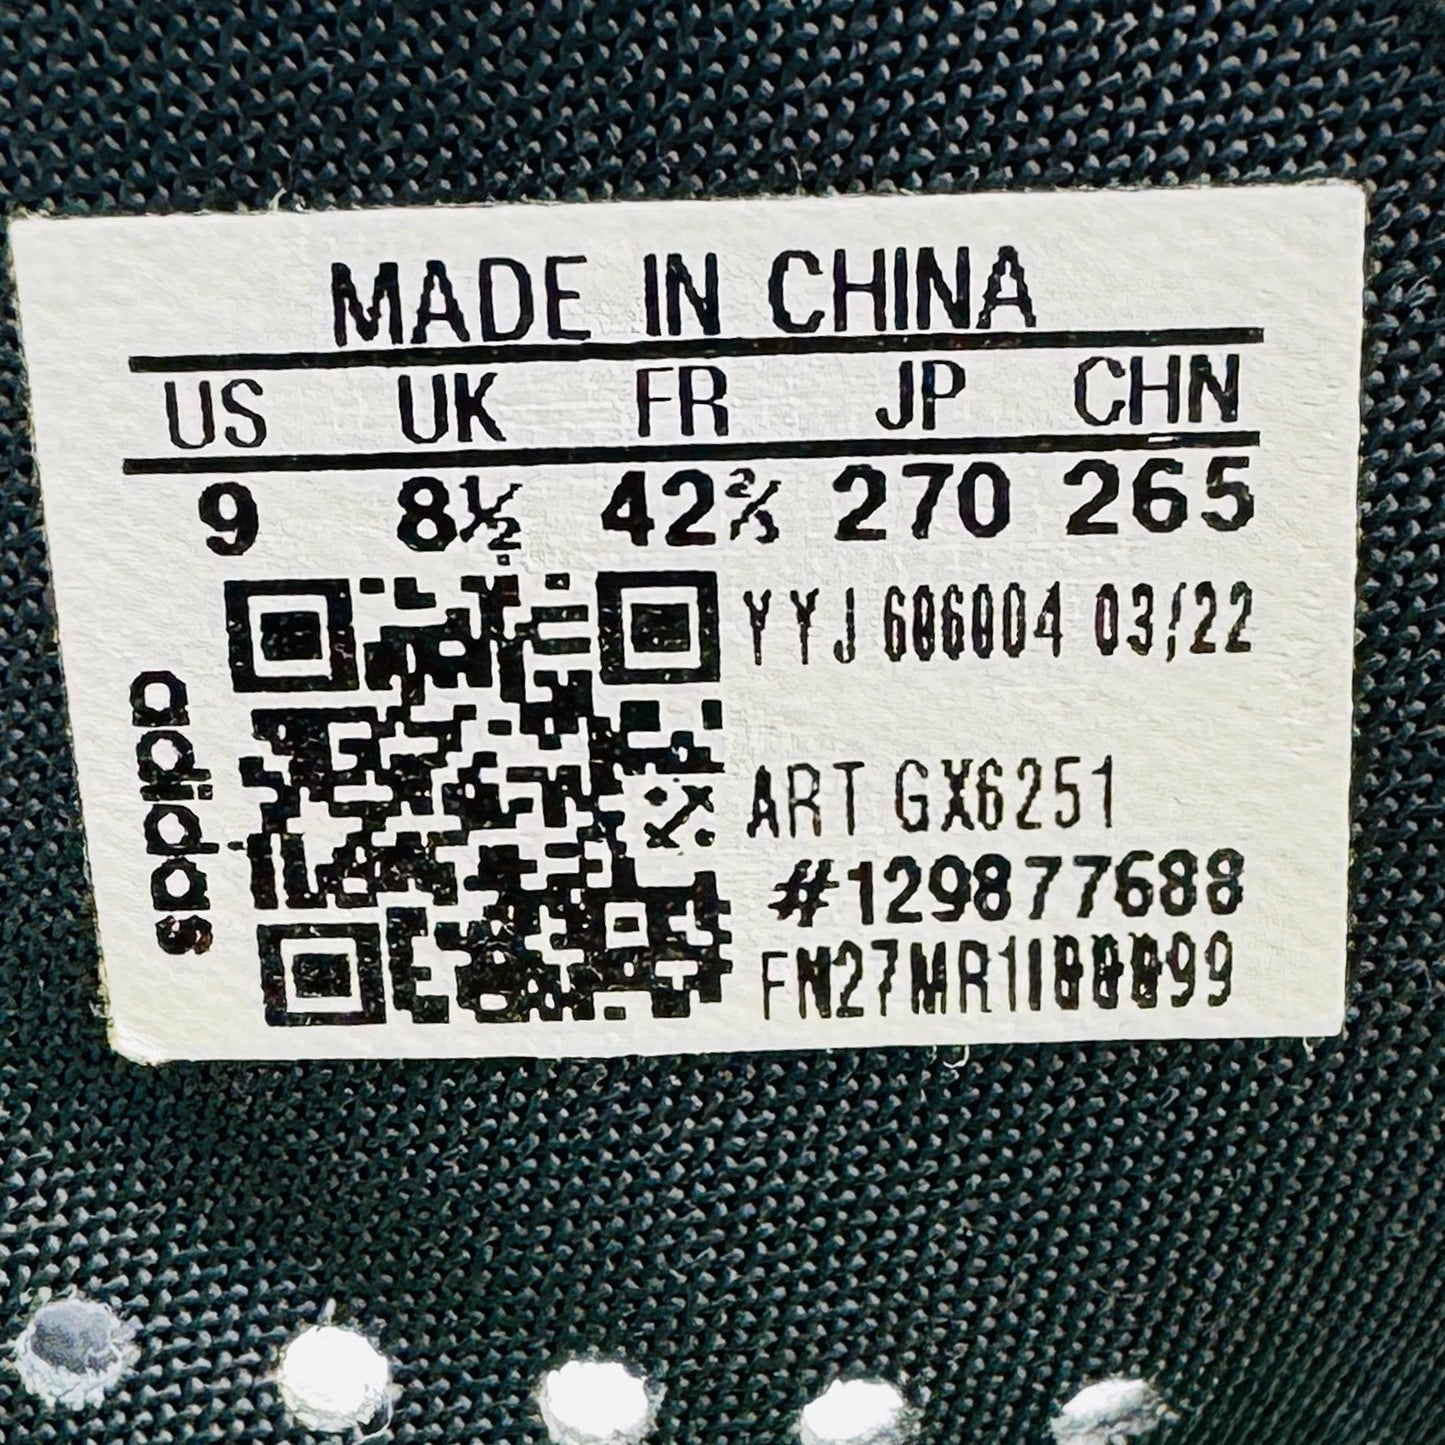 MADE IN CHINA
US UK FR JP CHN
9 8½ 42⅔ 270 265
YYJ 606004 03/22
adidas
ART GX6251
#129877688